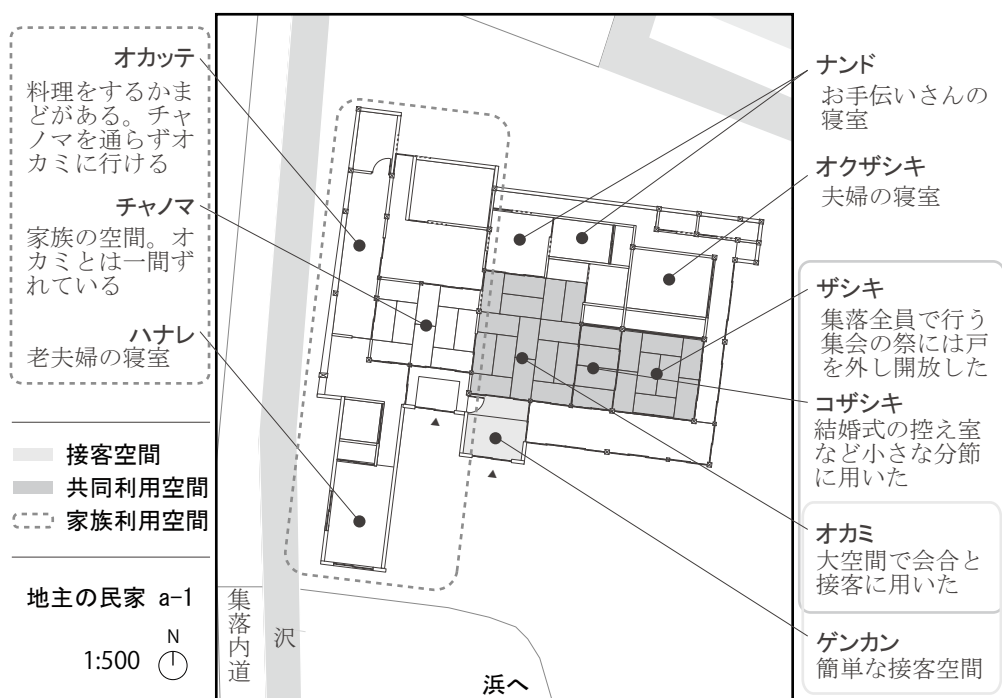 オカッテ
料理をするかま
どがある。チャ
ノマを通らずオ
カミに行ける
チャノマ
家族の空間。オ
カミとは一間ず
れている
ハナレ
老夫婦の寝室
接客空間
共同利用空間
家族利用空間
地主の民家 a-1
N
1:500
集落内道
沢
浜へ
ナンド
お手伝いさんの
寝室
オクザシキ
夫婦の寝室
ザシキ
集落全員で行う
集会の祭には戸
を外し開放した
コザシキ
結婚式の控え室
など小さな分節
に用いた
オカミ
大空間で会合と
接客に用いた
ゲンカン
簡単な接客空間